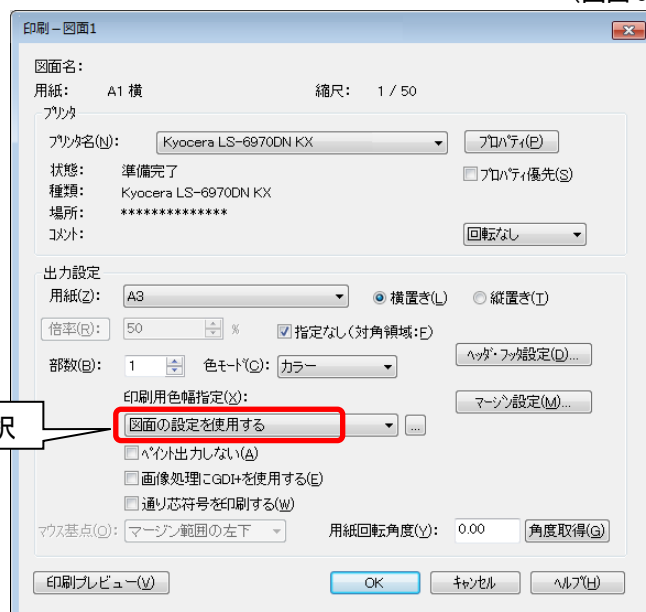 印刷 – 図面1
図面名：
用紙： A1 横 縮尺： 1 / 50
プリンタ
プリンタ名(N)： Kyocera LS-6970DN KX プロパティ(P)
状態： 準備完了 プロパティ優先(S)
種類： Kyocera LS-6970DN KX
場所： **************
コメント： 回転なし
出力設定
用紙(Z)： A3 横置き(L) 縦置き(T)
倍率(R)： 50 % 指定なし(対角領域:F)
部数(B)： 1 色モード(C)： カラー ヘッダ・フッタ設定(D)...
印刷用色幅指定(X)： マージン設定(M)...
択 図面の設定を使用する ...
ペイント出力しない(A)
画像処理にGDI+を使用する(E)
通り芯符号を印刷する(W)
マウス基点(O)： マージン範囲の左下 用紙回転角度(Y)： 0.00 角度取得(G)
印刷プレビュー(V) OK キャンセル ヘルプ(H)